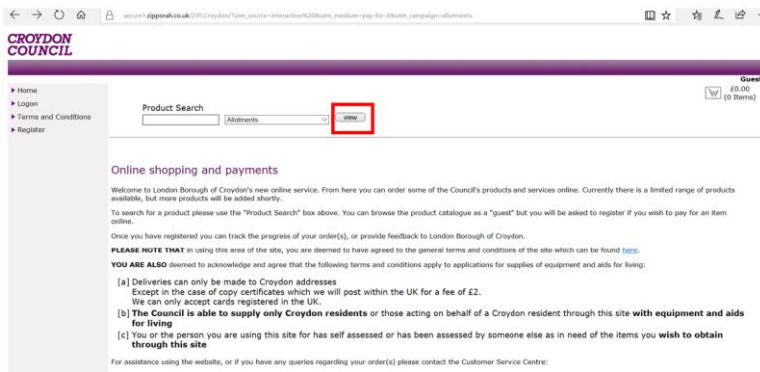 secure1.zipporah.co.uk/ZIPI.Croydon/?utm_source=interaction%20&utm_medium=pay-for-it&utm_campaign=allotments
CROYDON
COUNCIL
Guest
Home
£0.00
(0 Items)
Logon
Product Search
Terms and Conditions
Allotments
view
Register
Online shopping and payments
Welcome to London Borough of Croydon's new online service. From here you can order some of the Council's products and services online. Currently there is a limited range of products
available, but more products will be added shortly.
To search for a product please use the "Product Search" box above. You can browse the product catalogue as a "guest" but you will be asked to register if you wish to pay for an item
online.
Once you have registered you can track the progress of your order(s), or provide feedback to London Borough of Croydon.
PLEASE NOTE THAT in using this area of the site, you are deemed to have agreed to the general terms and conditions of the site which can be found here.
YOU ARE ALSO deemed to acknowledge and agree that the following terms and conditions apply to applications for supplies of equipment and aids for living:
[a] Deliveries can only be made to Croydon addresses
Except in the case of copy certificates which we will post within the UK for a fee of £2.
We can only accept cards registered in the UK.
[b] The Council is able to supply only Croydon residents or those acting on behalf of a Croydon resident through this site with equipment and aids
for living
[c] You or the person you are using this site for has self assessed or has been assessed by someone else as in need of the items you wish to obtain
through this site
For assistance using the website, or if you have any queries regarding your order(s) please contact the Customer Service Centre: